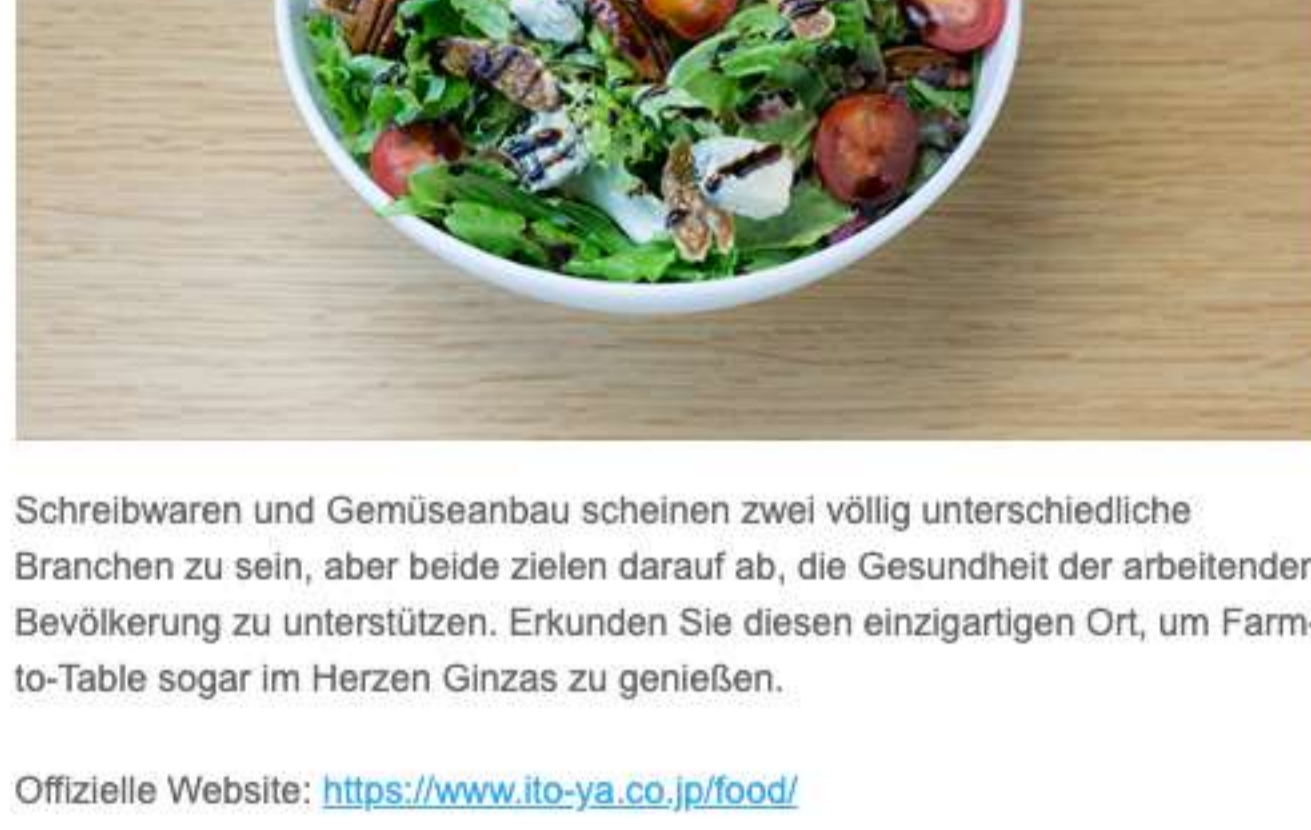 Schreibwaren und Gemüseanbau scheinen zwei völlig unterschiedliche
Branchen zu sein, aber beide zielen darauf ab, die Gesundheit der arbeitenden
Bevölkerung zu unterstützen. Erkunden Sie diesen einzigartigen Ort, um Farm-
to-Table sogar im Herzen Ginzas zu genießen.
Offizielle Website: https://www.ito-ya.co.jp/food/